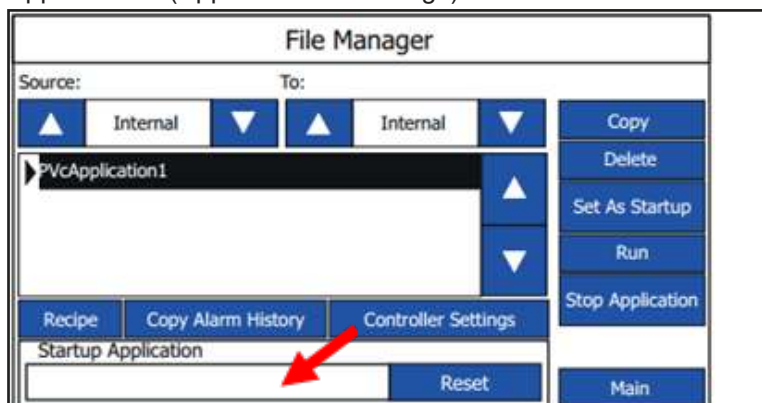 File Manager
Source: To:
Internal Internal Copy
PVcApplication1 Delete
Set As Startup
Run
Stop Application
Recipe Copy Alarm History Controller Settings
Startup Application
Reset Main